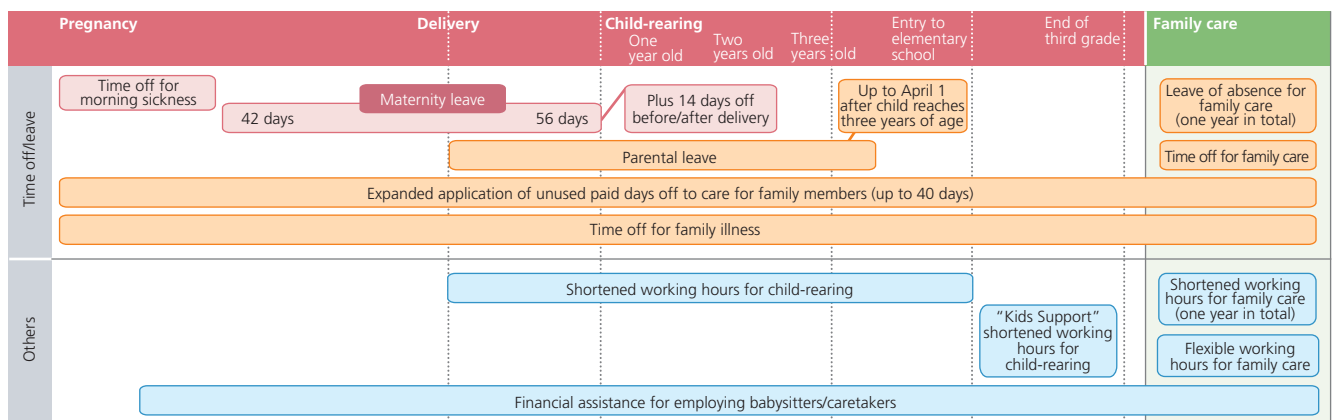 Pregnancy
Delivery
Child-rearing
One
year old
Two
years old
Three
years old
Entry to
elementary
school
End of
third grade
Family care
Time off/leave
Time off for
morning sickness
Maternity leave
42 days
56 days
Plus 14 days off
before/after delivery
Up to April 1
after child reaches
three years of age
Leave of absence for
family care
(one year in total)
Parental leave
Time off for family care
Expanded application of unused paid days off to care for family members (up to 40 days)
Time off for family illness
Others
Shortened working hours for child-rearing
Shortened working
hours for family care
(one year in total)
“Kids Support”
shortened working
hours for
child-rearing
Flexible working
hours for family care
Financial assistance for employing babysitters/caretakers